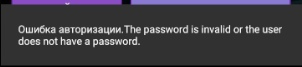 Ошибка авторизации.The password is invalid or the user
does not have a password.